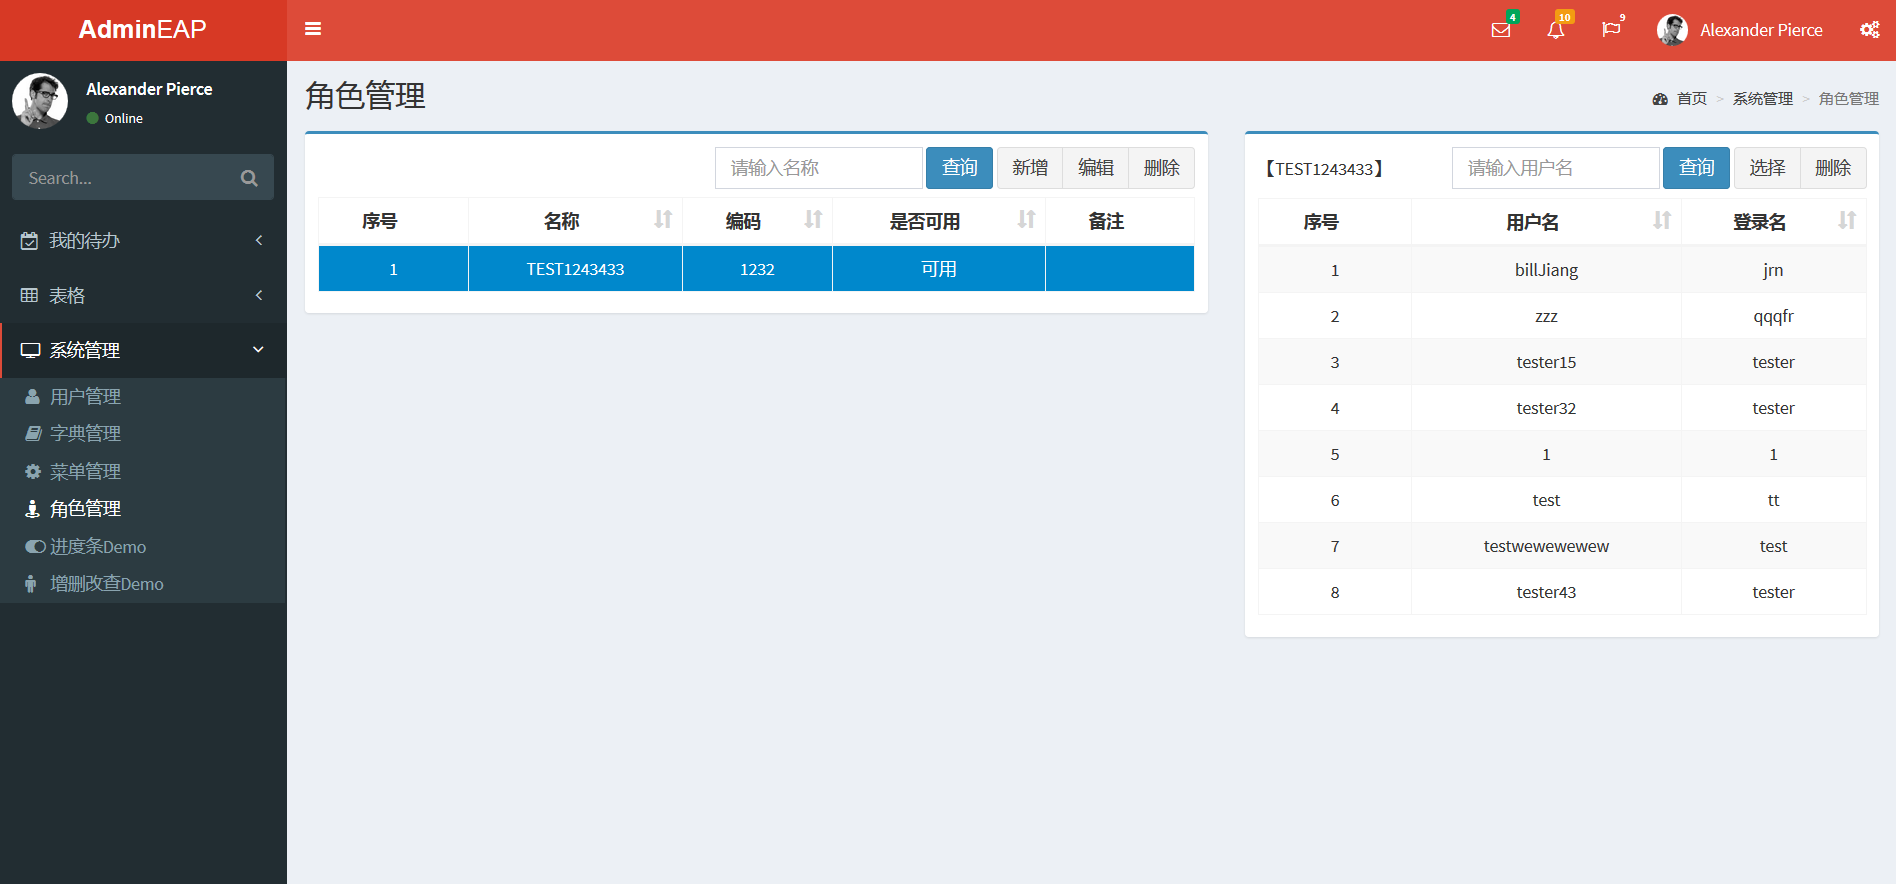 AdminEAP
4
10
9
Alexander Pierce
Alexander Pierce
Online
Search...
我的待办
表格
系统管理
用户管理
字典管理
菜单管理
角色管理
进度条Demo
增删改查Demo
角色管理
首页 > 系统管理 > 角色管理
请输入名称 查询 新增 编辑 删除
序号 名称 编码 是否可用 备注
1 TEST1243433 1232 可用
【TEST1243433】 请输入用户名 查询 选择 删除
序号 用户名 登录名
1 billJiang jrn
2 zzz qqqfr
3 tester15 tester
4 tester32 tester
5 1 1
6 test tt
7 testwewewewew test
8 tester43 tester